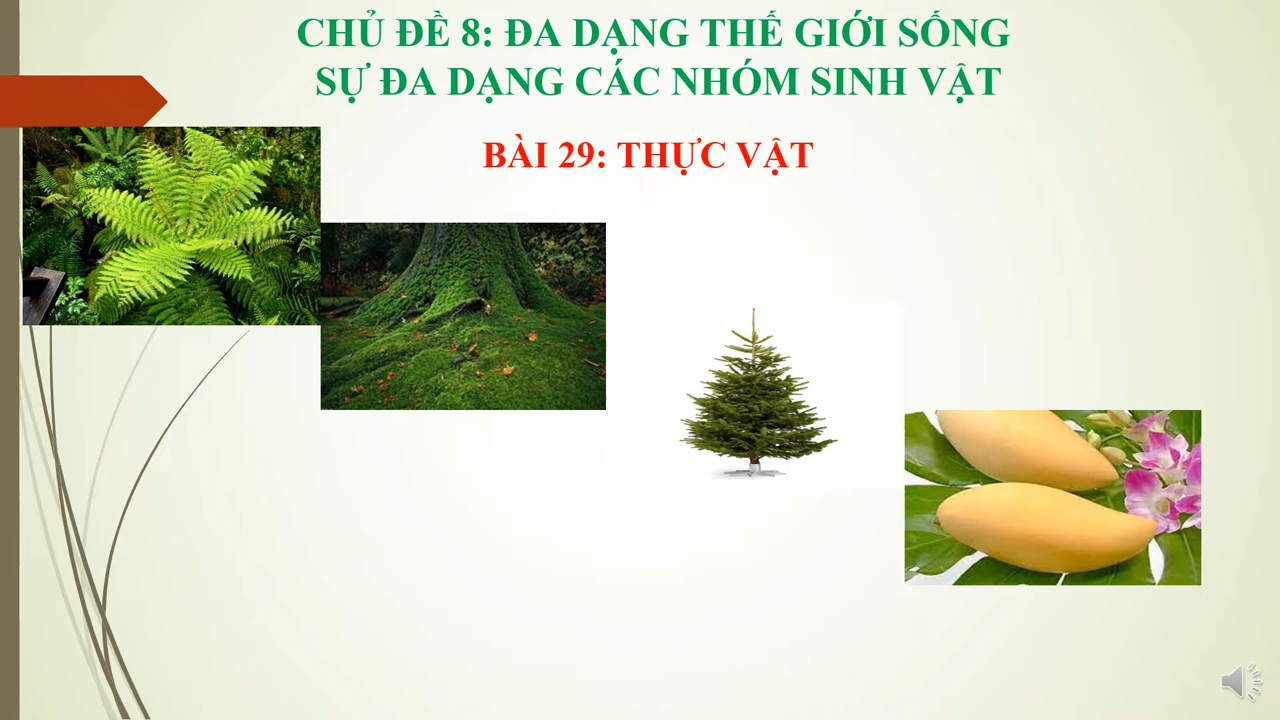 CHỦ ĐỀ 8: ĐA DẠNG THẾ GIỚI SỐNG
SỰ ĐA DẠNG CÁC NHÓM SINH VẬT
BÀI 29: THỰC VẬT